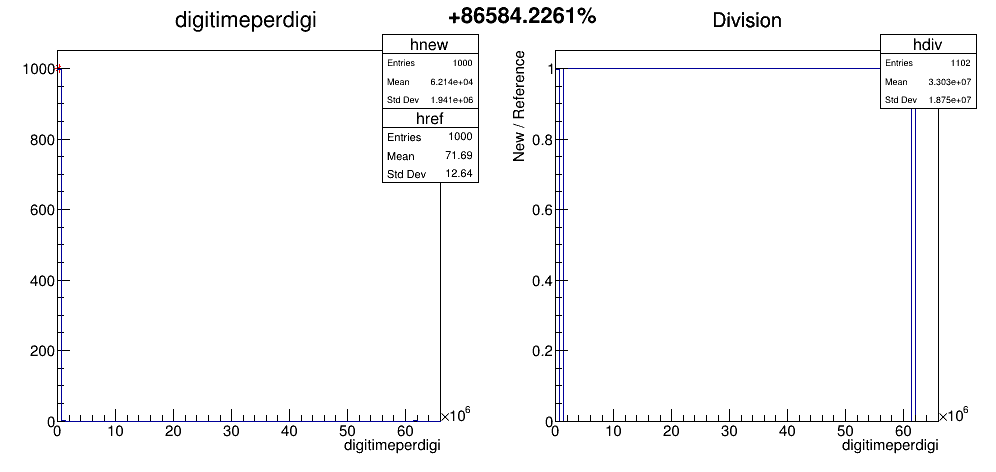 +86584.2261%
digitimeperdigi
hnew
Entries 1000
Mean 6.214e+04
Std Dev 1.941e+06
href
Entries 1000
Mean 71.69
Std Dev 12.64
1000
800
600
400
200
0
0 10 20 30 40 50 60
×10⁶
digitimeperdigi
Division
hdiv
Entries 1102
Mean 3.303e+07
Std Dev 1.875e+07
New / Reference
1
0.8
0.6
0.4
0.2
0
0 10 20 30 40 50 60
×10⁶
digitimeperdigi